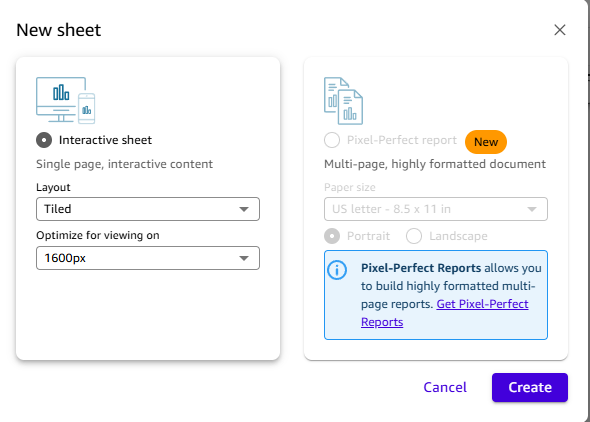 New sheet
Interactive sheet
Single page, interactive content
Layout
Tiled
Optimize for viewing on
1600px
Pixel-Perfect report
New
Multi-page, highly formatted document
Paper size
US letter - 8.5 x 11 in
Portrait
Landscape
Pixel-Perfect Reports allows you
to build highly formatted multi-
page reports. Get Pixel-Perfect
Reports
Cancel
Create